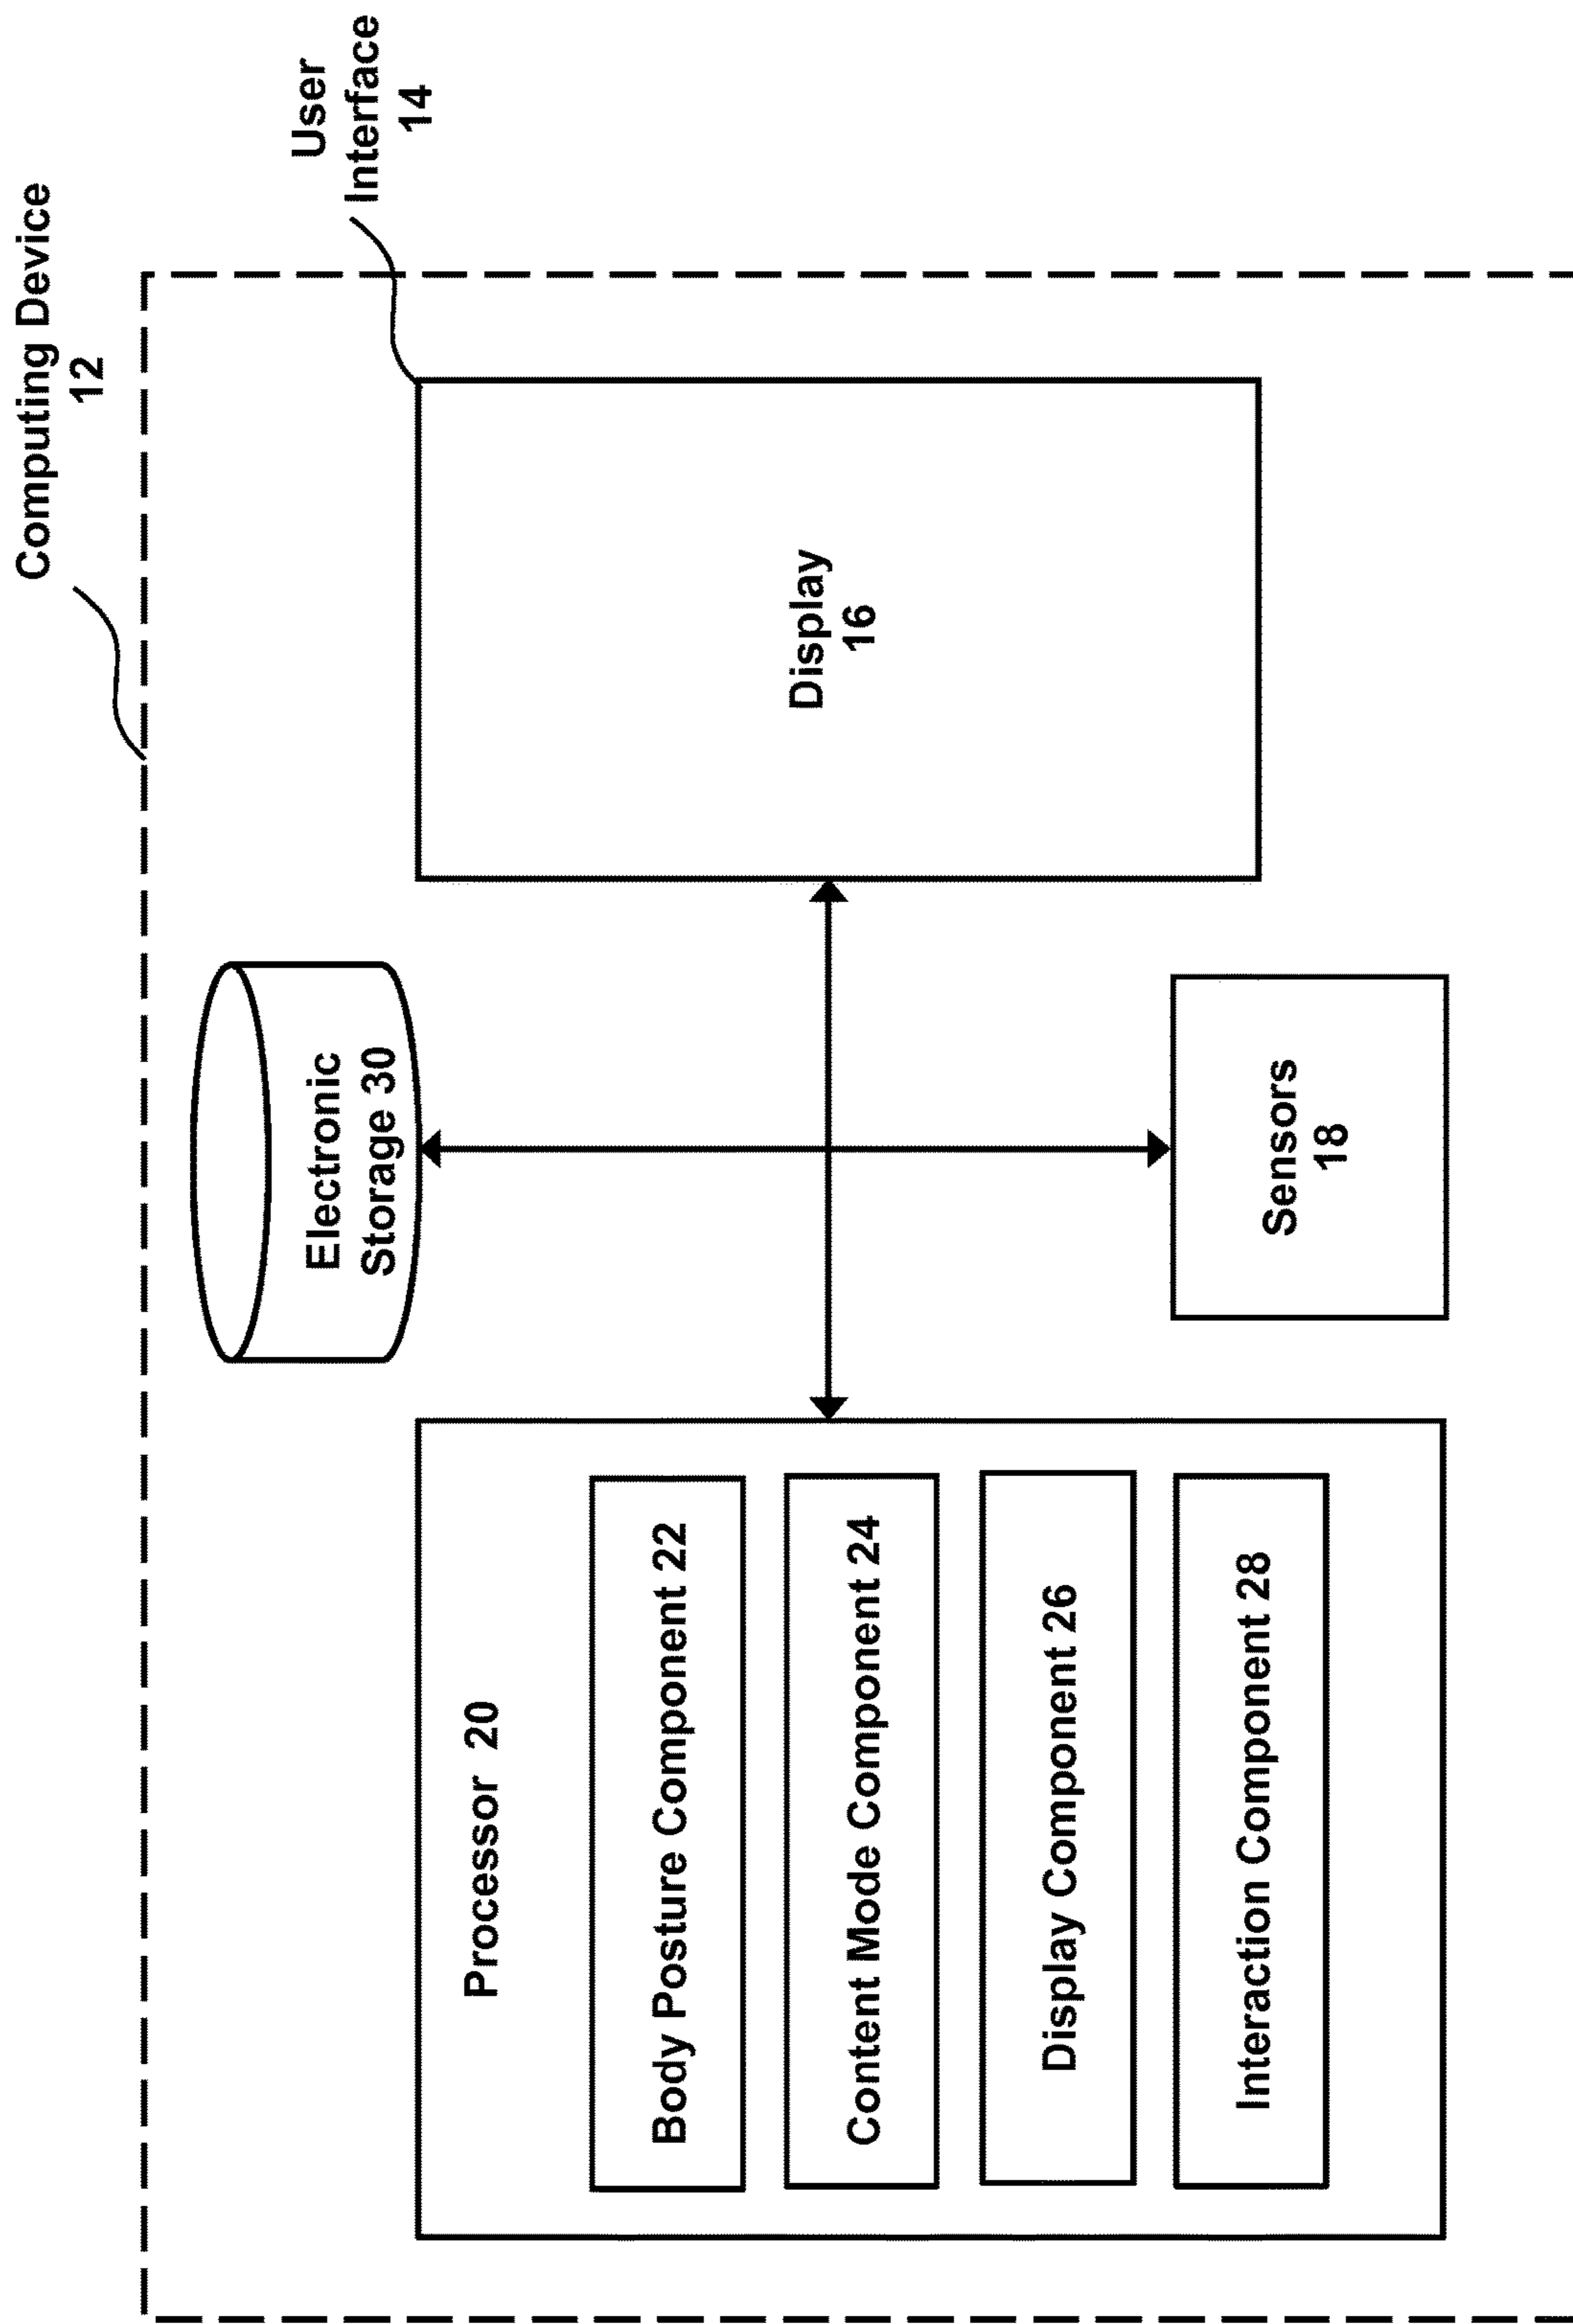 Computing Device
12
User
Interface
14
Electronic
Storage 30
Processor 20
Body Posture Component 22
Content Mode Component 24
Display Component 26
Interaction Component 28
Display
16
Sensors
18